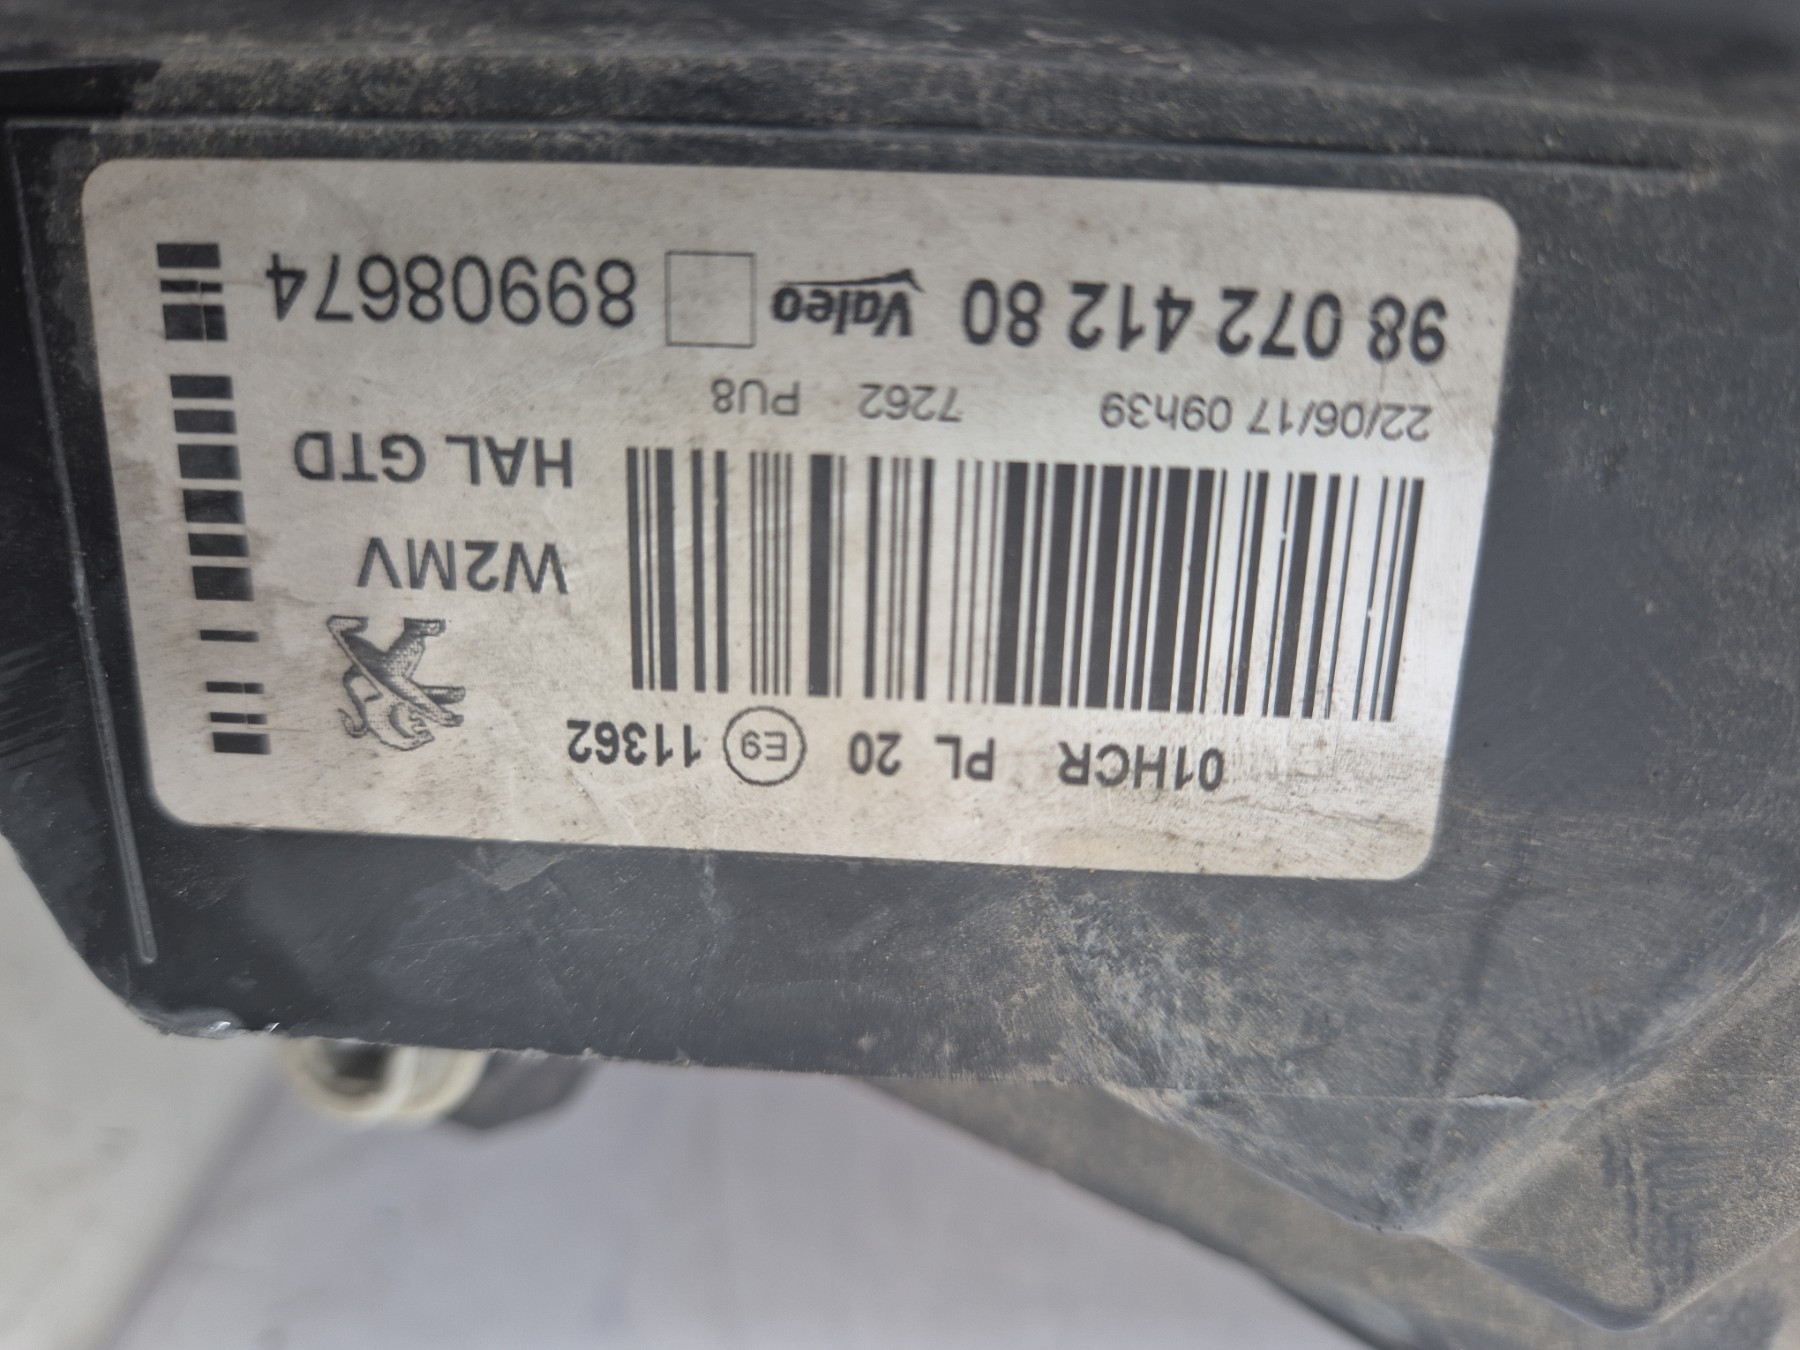 98 072 412 80 Valeo 89908674
22/06/17 09h39 7262 PU8
HAL GTD
W2MV
01HCR PL 20 E9 11362